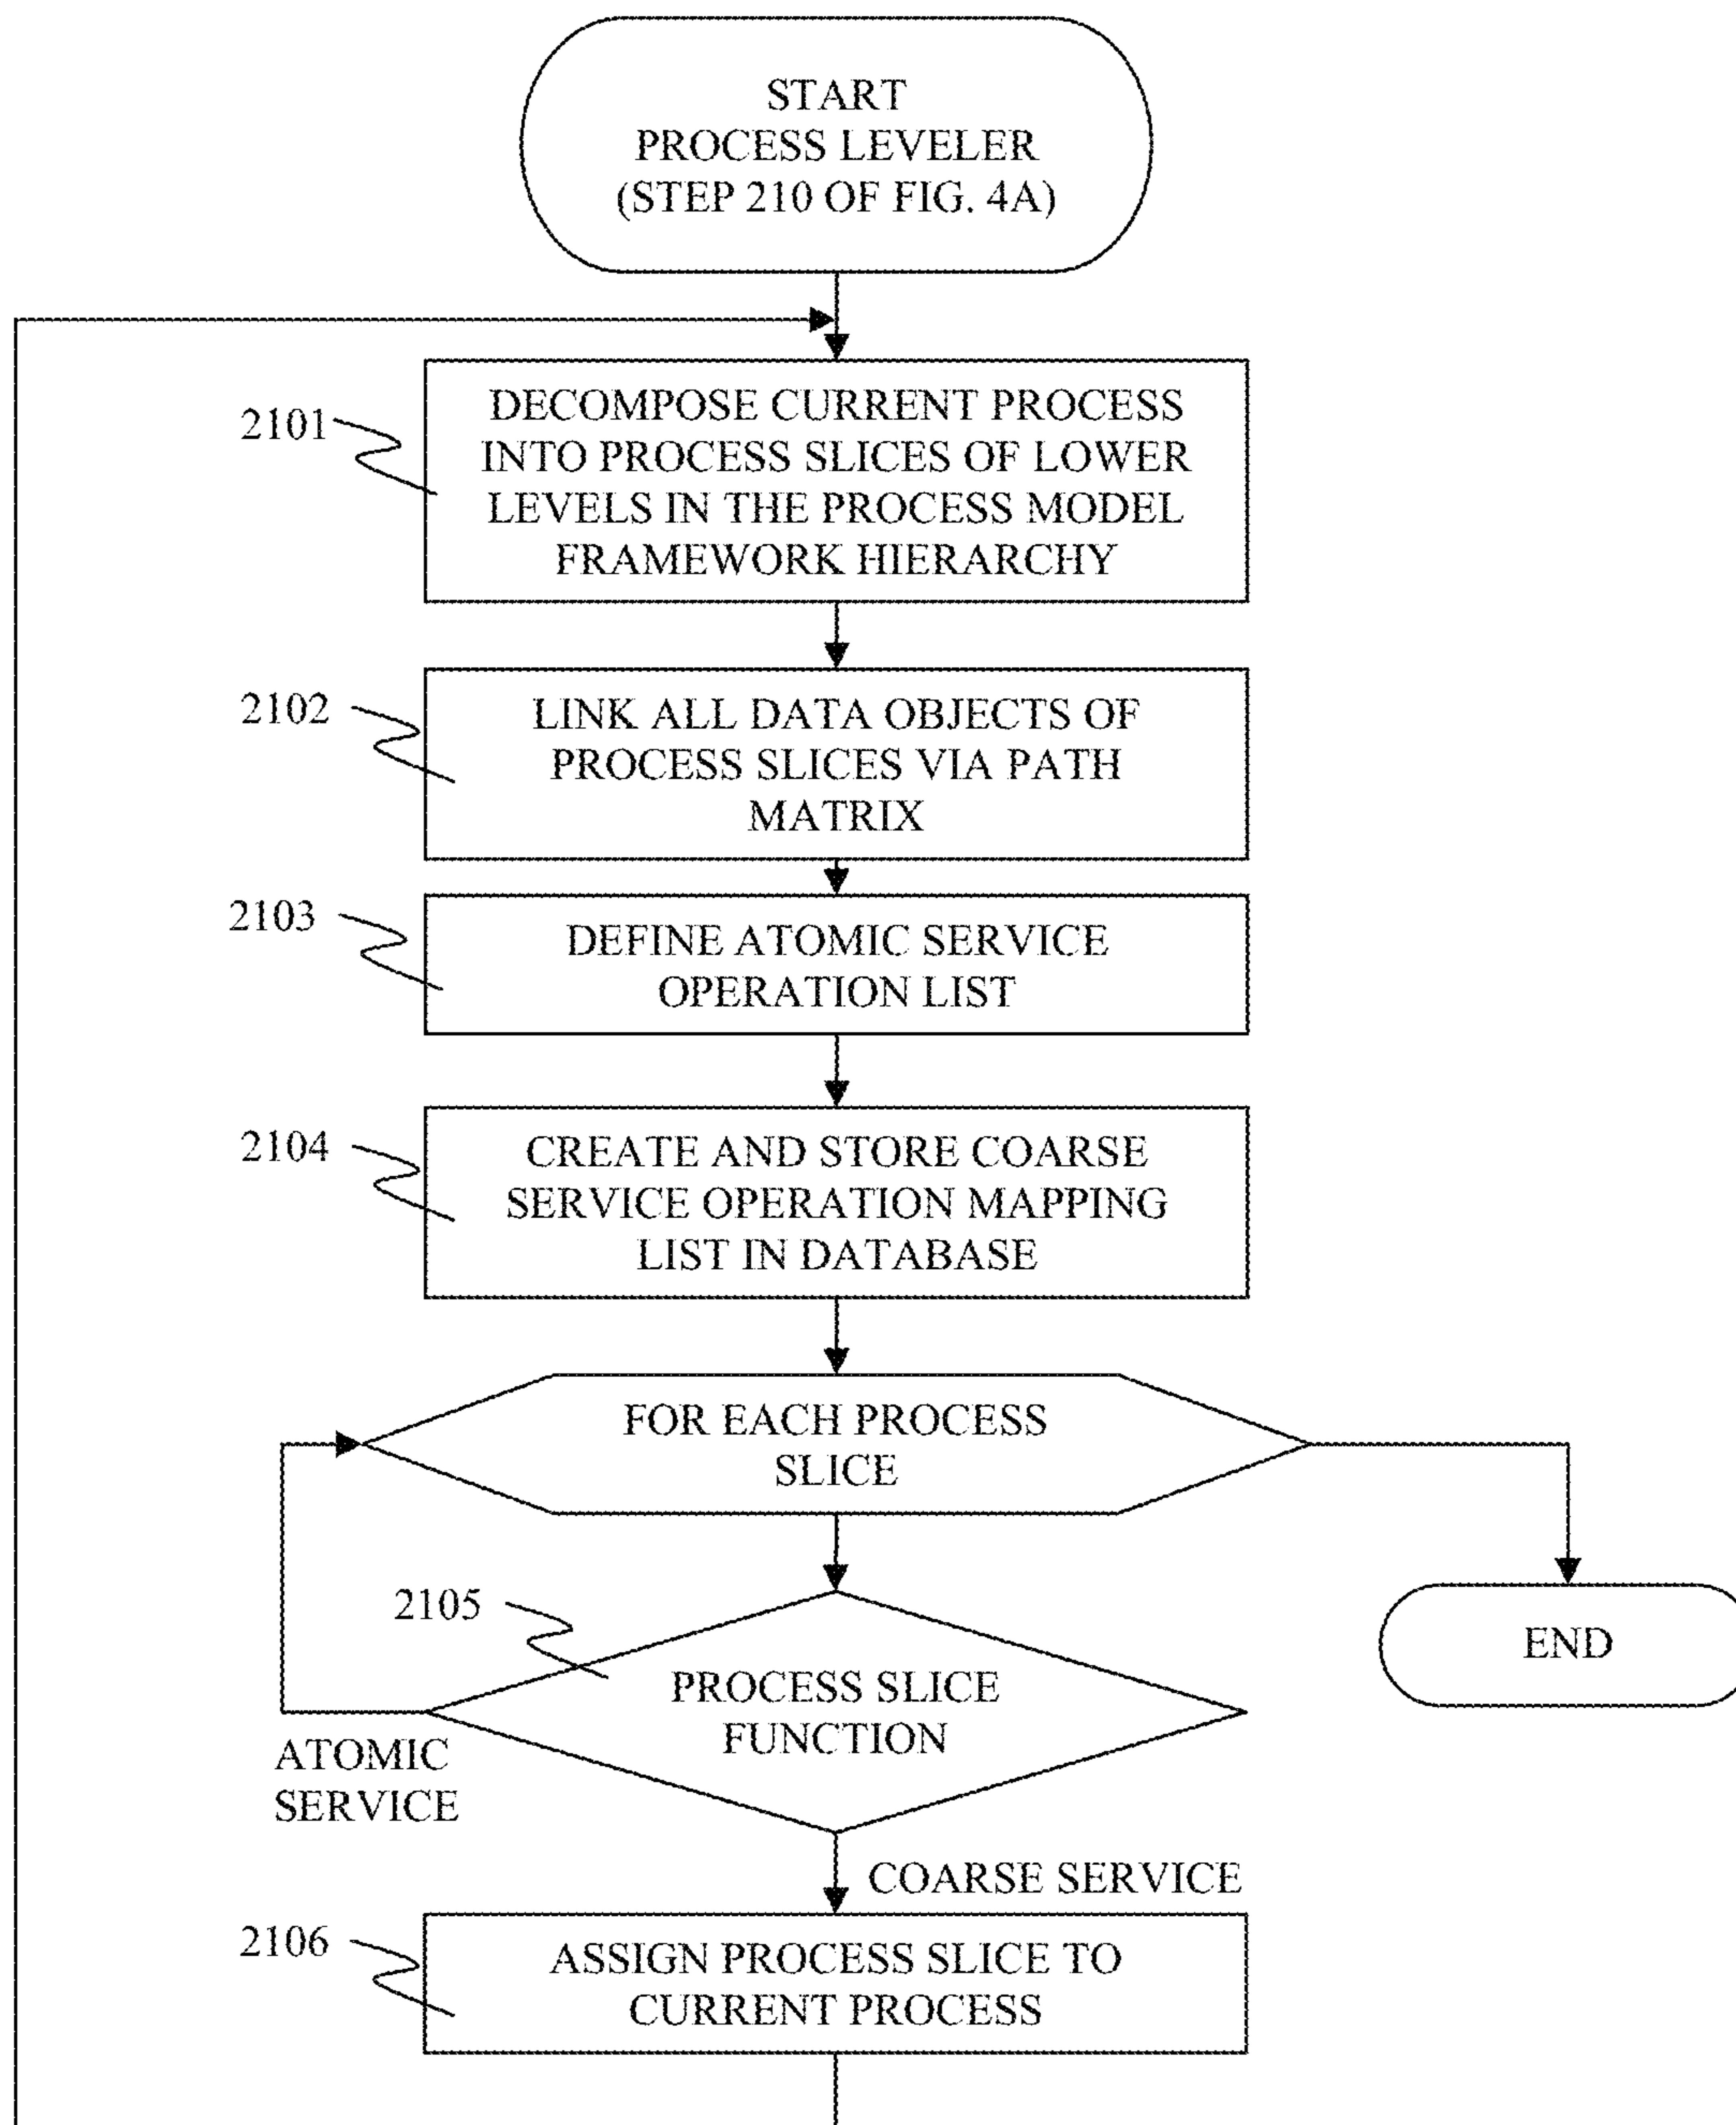 START
PROCESS LEVELER
(STEP 210 OF FIG. 4A)
2101
DECOMPOSE CURRENT PROCESS
INTO PROCESS SLICES OF LOWER
LEVELS IN THE PROCESS MODEL
FRAMEWORK HIERARCHY
2102
LINK ALL DATA OBJECTS OF
PROCESS SLICES VIA PATH
MATRIX
2103
DEFINE ATOMIC SERVICE
OPERATION LIST
2104
CREATE AND STORE COARSE
SERVICE OPERATION MAPPING
LIST IN DATABASE
FOR EACH PROCESS
SLICE
2105
PROCESS SLICE
FUNCTION
END
ATOMIC
SERVICE
COARSE SERVICE
2106
ASSIGN PROCESS SLICE TO
CURRENT PROCESS